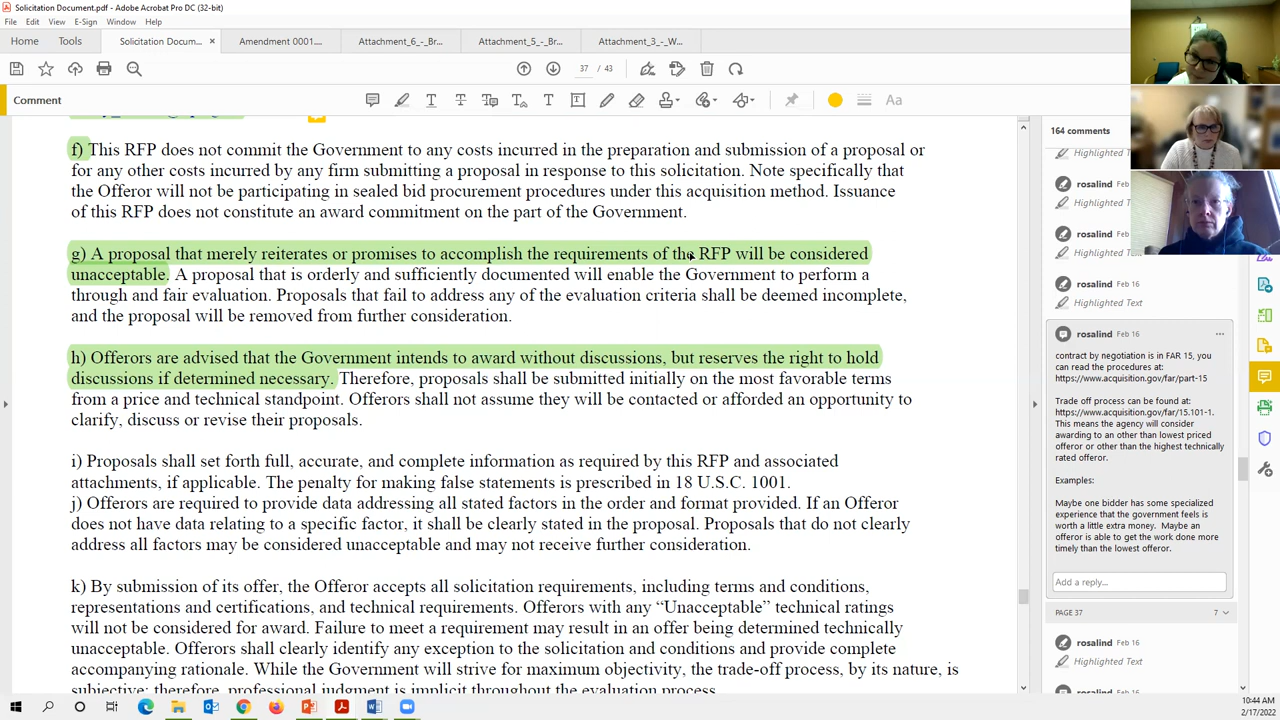 Solicitation Document.pdf - Adobe Acrobat Pro DC (32-bit)
File Edit View E-Sign Window Help
Home Tools Solicitation Docum... × Amendment 0001.... Attachment_6_-_Br... Attachment_5_-_Br... Attachment_3_-_W...
37 / 43
Comment
Aa
f) This RFP does not commit the Government to any costs incurred in the preparation and submission of a proposal or
for any other costs incurred by any firm submitting a proposal in response to this solicitation. Note specifically that
the Offeror will not be participating in sealed bid procurement procedures under this acquisition method. Issuance
of this RFP does not constitute an award commitment on the part of the Government.
g) A proposal that merely reiterates or promises to accomplish the requirements of the RFP will be considered
unacceptable. A proposal that is orderly and sufficiently documented will enable the Government to perform a
through and fair evaluation. Proposals that fail to address any of the evaluation criteria shall be deemed incomplete,
and the proposal will be removed from further consideration.
h) Offerors are advised that the Government intends to award without discussions, but reserves the right to hold
discussions if determined necessary. Therefore, proposals shall be submitted initially on the most favorable terms
from a price and technical standpoint. Offerors shall not assume they will be contacted or afforded an opportunity to
clarify, discuss or revise their proposals.
i) Proposals shall set forth full, accurate, and complete information as required by this RFP and associated
attachments, if applicable. The penalty for making false statements is prescribed in 18 U.S.C. 1001.
j) Offerors are required to provide data addressing all stated factors in the order and format provided. If an Offeror
does not have data relating to a specific factor, it shall be clearly stated in the proposal. Proposals that do not clearly
address all factors may be considered unacceptable and may not receive further consideration.
k) By submission of its offer, the Offeror accepts all solicitation requirements, including terms and conditions,
representations and certifications, and technical requirements. Offerors with any “Unacceptable” technical ratings
will not be considered for award. Failure to meet a requirement may result in an offer being determined technically
unacceptable. Offerors shall clearly identify any exception to the solicitation and conditions and provide complete
accompanying rationale. While the Government will strive for maximum objectivity, the trade-off process, by its nature, is
subjective; therefore, professional judgment is implicit throughout the evaluation process.
164 comments
Highlighted Text
rosalind Feb
Highlighted Text
rosalind Feb
Highlighted Text
rosalind Feb 16
Highlighted Text
rosalind Feb 16
contract by negotiation is in FAR 15, you
can read the procedures at:
https://www.acquisition.gov/far/part-15
Trade off process can be found at:
https://www.acquisition.gov/far/15.101-1.
This means the agency will consider
awarding to an other than lowest priced
offeror or other than the highest technically
rated offeror.
Examples:
Maybe one bidder has some specialized
experience that the government feels is
worth a little extra money. Maybe an
offeror is able to get the work done more
timely than the lowest offeror.
Add a reply...
PAGE 37 7
rosalind Feb 16
Highlighted Text
rosalind Feb 16
10:44 AM
2/17/2022